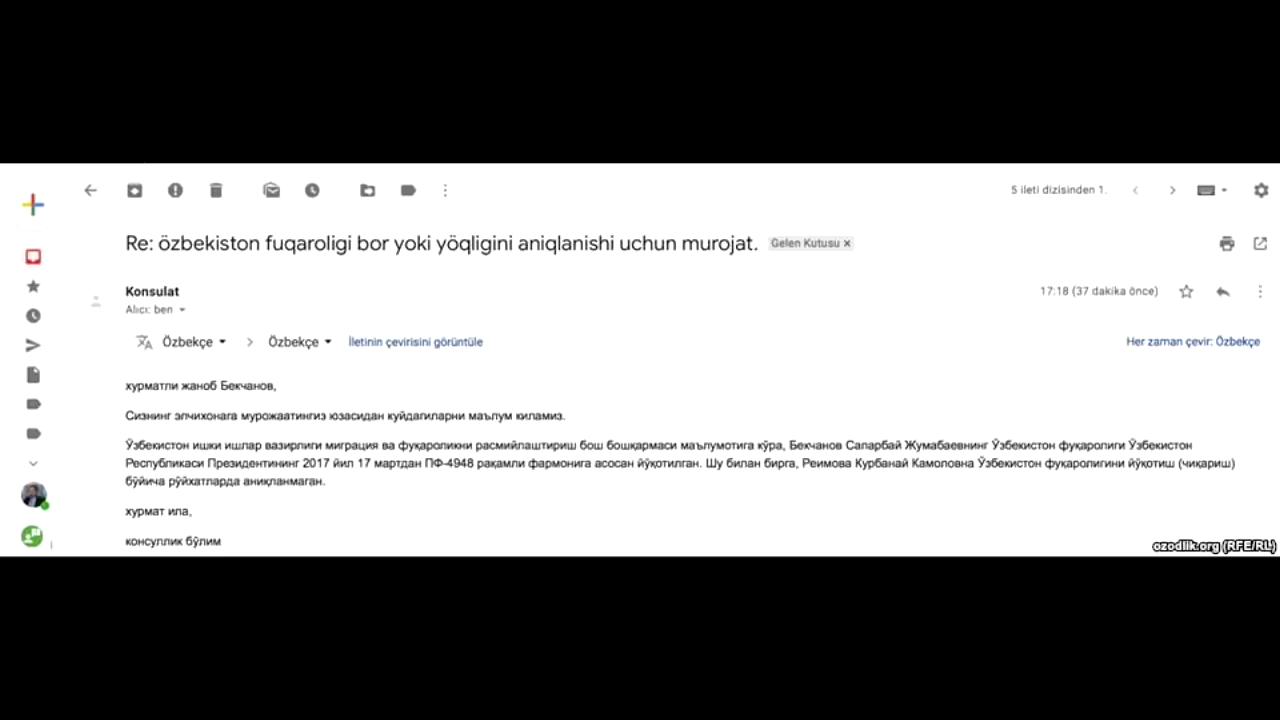 5 ileti dizisinden 1.
Re: özbekiston fuqaroligi bor yoki yöqligini aniqlanishi uchun murojat. Gelen Kutusu ×
Konsulat 17:18 (37 dakika önce)
Alıcı: ben
Özbekçe > Özbekçe İletinin çevirisini görüntüle Her zaman çevir: Özbekçe
хурматли жаноб Бекчанов,
Сизнинг элчихонага мурожаатингиз юзасидан куйдагиларни маълум киламиз.
Ўзбекистон ишки ишлар вазирлиги миграция ва фуқароликни расмийлаштириш бош бошқармаси маълумотига кўра, Бекчанов Сапарбай Жумабаевнинг Ўзбекистон фуқаролиги Ўзбекистон
Республикаси Президентининг 2017 йил 17 мартдан ПФ-4948 рақамли фармонига асосан йўқотилган. Шу билан бирга, Реимова Курбанай Камоловна Ўзбекистон фуқаролигини йўқотиш (чиқариш)
бўйича рўйхатларда аниқланмаган.
хурмат ила,
консуллик бўлим
ozodlik.org (RFE/RL)